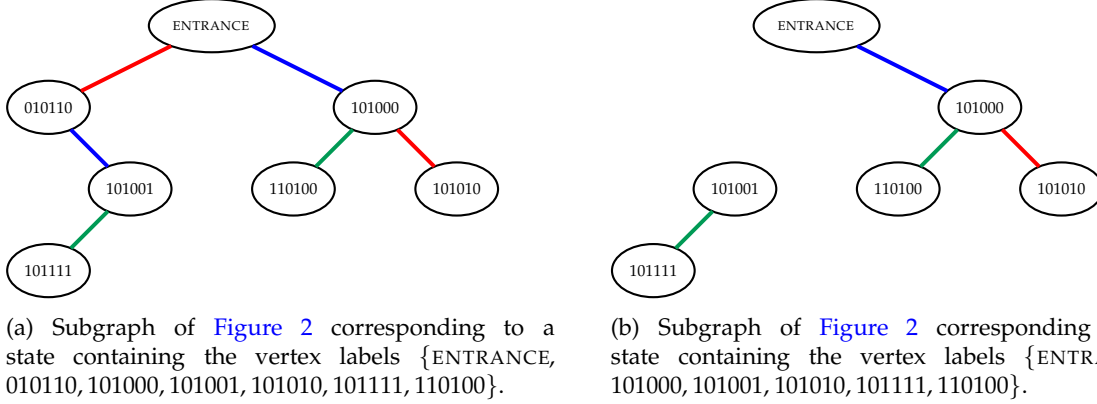 ENTRANCE
010110
101000
101001
110100
101010
101111
(a) Subgraph of Figure 2 corresponding to a
state containing the vertex labels {ENTRANCE,
010110, 101000, 101001, 101010, 101111, 110100}.
ENTRANCE
101000
101001
110100
101010
101111
(b) Subgraph of Figure 2 corresponding
state containing the vertex labels {ENTRA
101000, 101001, 101010, 101111, 110100}.